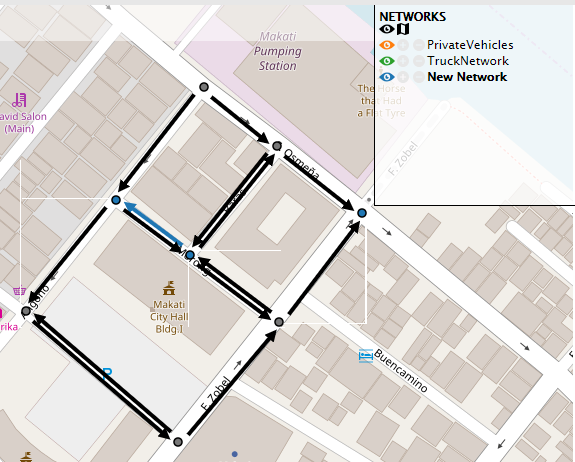 NETWORKS
PrivateVehicles
TruckNetwork
New Network
Makati
Pumping
Station
The Horse
that Had
a Flat Tyre
avid Salon
(Main)
Osmeña
F. Zobel
Makati
City Hall
Bldg.I
rika
P
Buencamino
F. Zobel